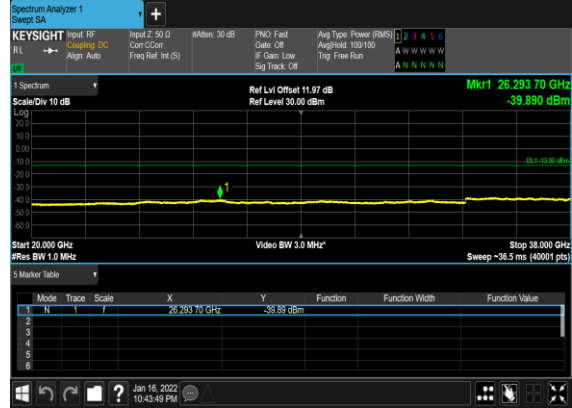 Spectrum Analyzer 1
Swept SA
+
KEYSIGHT Input: RF Input Z: 50 Ω #Atten: 30 dB PNO: Fast Avg Type: Power (RMS) 1 2 3 4 5 6
RL Coupling: DC Corr CCorr Gate: Off Avg|Hold: 100/100 A W W W W W
Align: Auto Freq Ref: Int (S) IF Gain: Low Trig: Free Run
Sig Track: Off A N N N N N
1 Spectrum Ref Lvl Offset 11.97 dB Mkr1 26.293 70 GHz
Scale/Div 10 dB Ref Level 30.00 dBm -39.890 dBm
Log
20.0
10.0
0.00
-10.0 DL1 -13.00 dBm
-20.0
-30.0 1
-40.0
-50.0
-60.0
Start 20.000 GHz Video BW 3.0 MHz* Stop 38.000 GHz
#Res BW 1.0 MHz Sweep ~36.5 ms (40001 pts)
5 Marker Table
Mode Trace Scale X Y Function Function Width Function Value
1 N 1 f 26.293 70 GHz -39.89 dBm
2
3
4
5
6
? Jan 16, 2022
10:43:49 PM